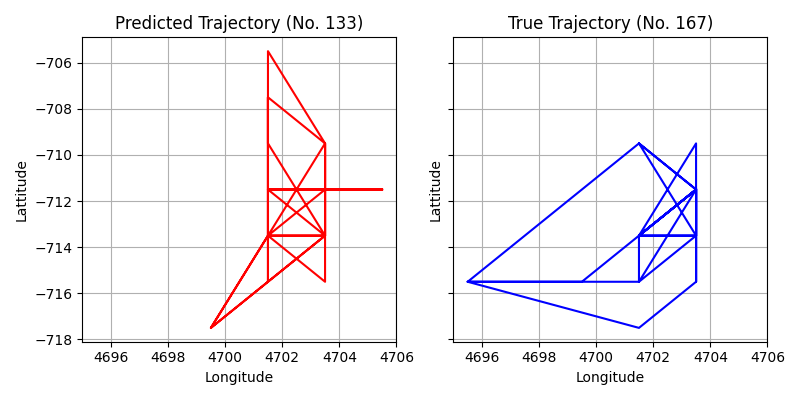 Predicted Trajectory (No. 133)
True Trajectory (No. 167)
−706
−708
−710
−712
−714
−716
−718
Lattitude
Lattitude
4696 4698 4700 4702 4704 4706
4696 4698 4700 4702 4704 4706
Longitude
Longitude